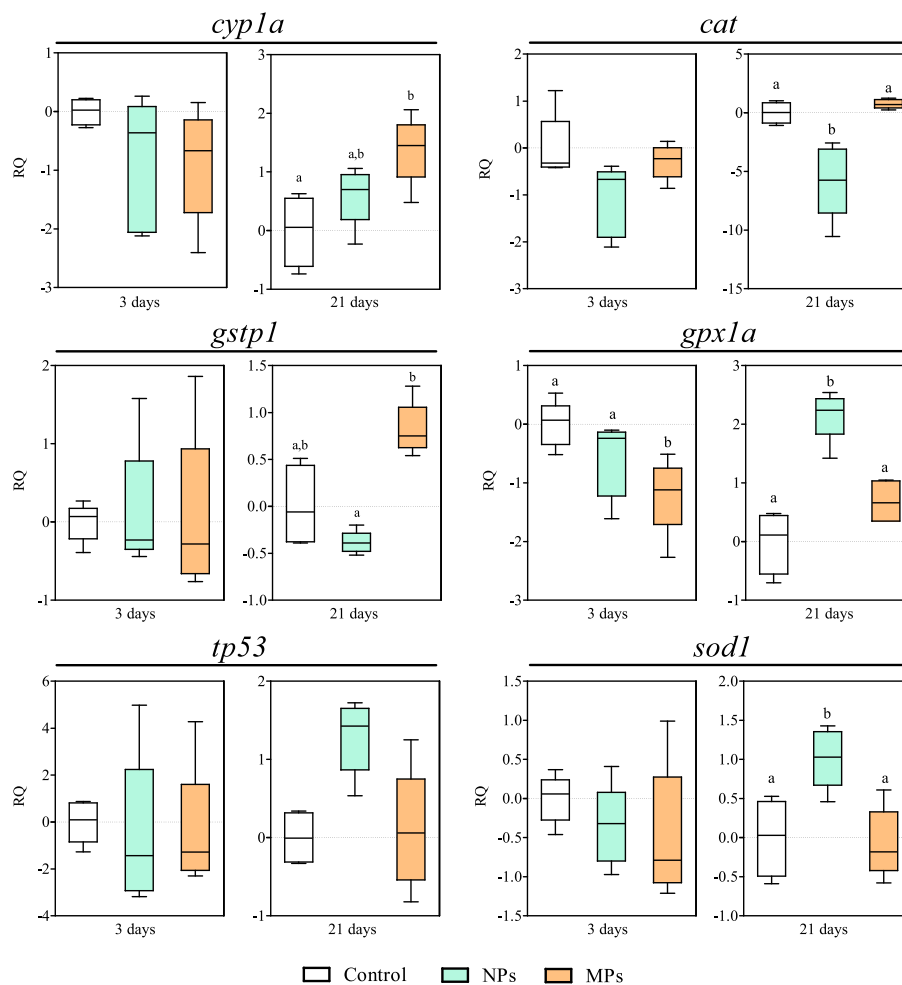 cyp1a
cat
1
0
-1
-2
-3
RQ
3 days
3
2
1
0
-1
a
a,b
b
21 days
2
1
0
-1
-2
-3
RQ
3 days
5
0
-5
-10
-15
a
b
a
21 days
gstp1
gpx1a
2
1
0
-1
RQ
3 days
1.5
1.0
0.5
0.0
-0.5
-1.0
a,b
a
b
21 days
1
0
-1
-2
-3
RQ
a
a
b
3 days
3
2
1
0
-1
a
b
a
21 days
tp53
sod1
6
4
2
0
-2
-4
RQ
3 days
2
1
0
-1
21 days
1.5
1.0
0.5
0.0
-0.5
-1.0
-1.5
RQ
3 days
2.0
1.5
1.0
0.5
0.0
-0.5
-1.0
a
b
a
21 days
Control NPs MPs